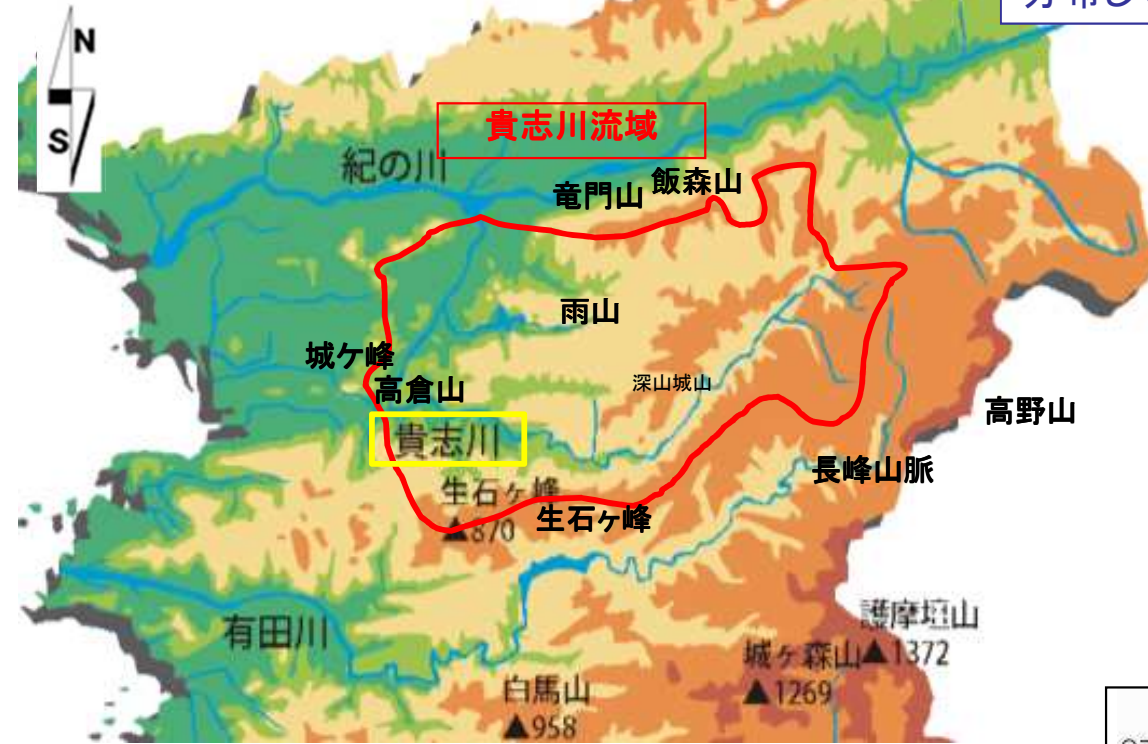 分布し
N
S
貴志川流域
紀の川
竜門山
飯森山
雨山
城ケ峰
高倉山
深山城山
貴志川
高野山
長峰山脈
生石ヶ峰
▲870
生石ヶ峰
有田川
護摩壇山
▲1372
城ヶ森山
▲1269
白馬山
▲958